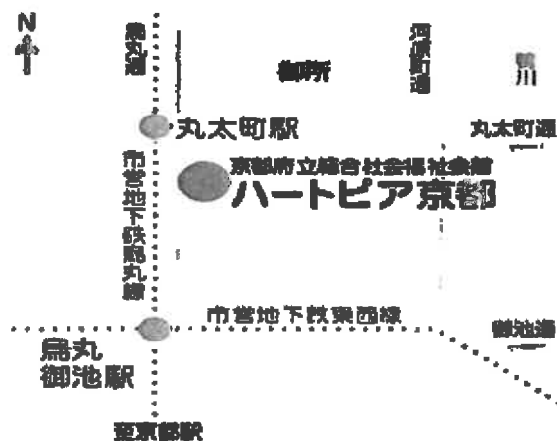 N
烏丸通
御所
河原町通
鴨川
丸太町駅
丸太町通
京都府立総合社会福祉会館
ハートピア京都
市営地下鉄烏丸線
市営地下鉄東西線
御池通
烏丸
御池駅
至京都駅